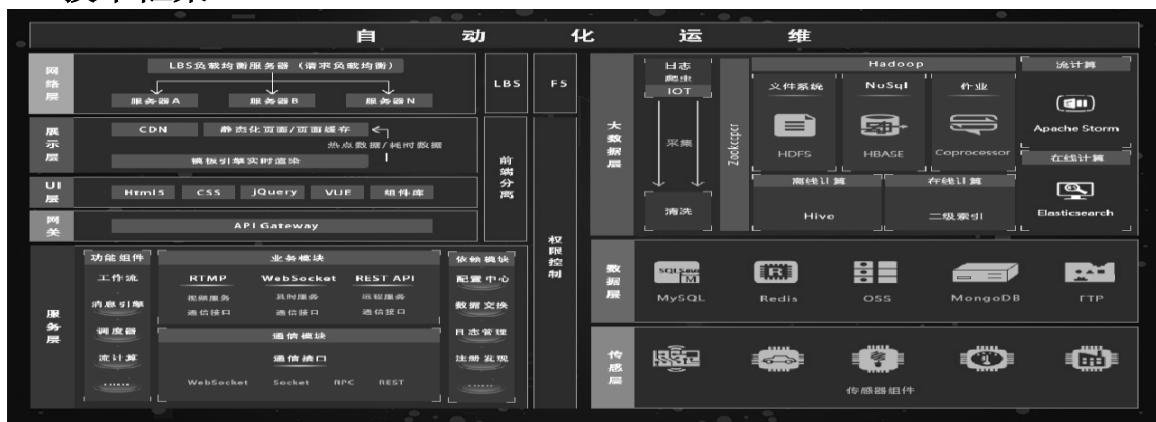 自动化运维
网络层
LBS负载均衡服务器（请求负载均衡）
服务器A 服务器B 服务器N
LBS
F5
展示层
CDN 静态化页面/页面缓存
热点数据/耗时数据
模板引擎实时渲染
UI层
Html5 CSS jQuery VUE 组件库
网关
API Gateway
前端分离
权限控制
服务层
功能组件
工作流
消息引擎
调度器
流计算
......
业务模块
RTMP WebSocket REST API
视频服务 及时服务 远程服务
通信接口 通信接口 通信接口
通信模块
通信接口
WebSocket Socket RPC REST
依赖模块
配置中心
数据交换
日志管理
注册发现
......
大数据层
日志
爬虫
IOT
采集
清洗
Zookeeper
Hadoop
文件系统 NoSql 作业
HDFS HBASE Coprocessor
离线计算 在线计算
Hive 二级索引
流计算
Apache Storm
在线计算
Elasticsearch
数据层
MySQL Redis OSS MongoDB FTP
传感层
传感器组件